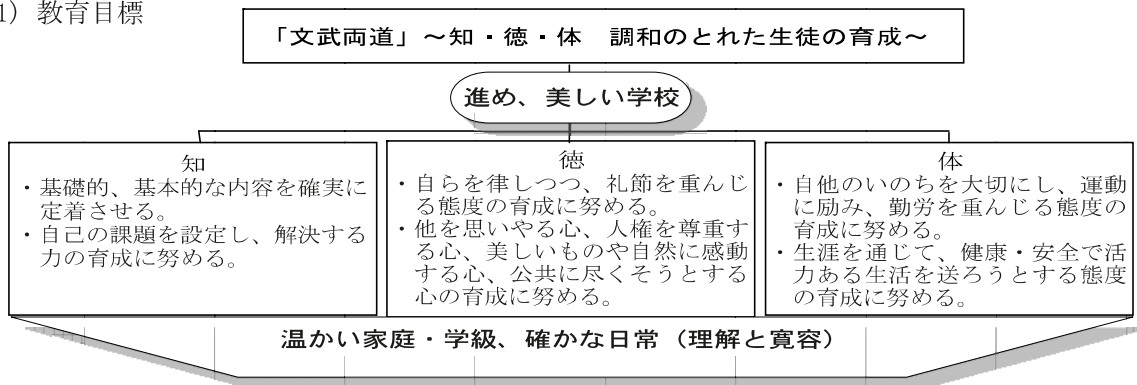 1) 教育目標
「文武両道」～知・徳・体　調和のとれた生徒の育成～
進め、美しい学校
知
・基礎的、基本的な内容を確実に
定着させる。
・自己の課題を設定し、解決する
力の育成に努める。
徳
・自らを律しつつ、礼節を重んじ
る態度の育成に努める。
・他を思いやる心、人権を尊重す
る心、美しいものや自然に感動
する心、公共に尽くそうとする
心の育成に努める。
体
・自他のいのちを大切にし、運動
に励み、勤労を重んじる態度の
育成に努める。
・生涯を通じて、健康・安全で活
力ある生活を送ろうとする態度
の育成に努める。
温かい家庭・学級、確かな日常（理解と寛容）